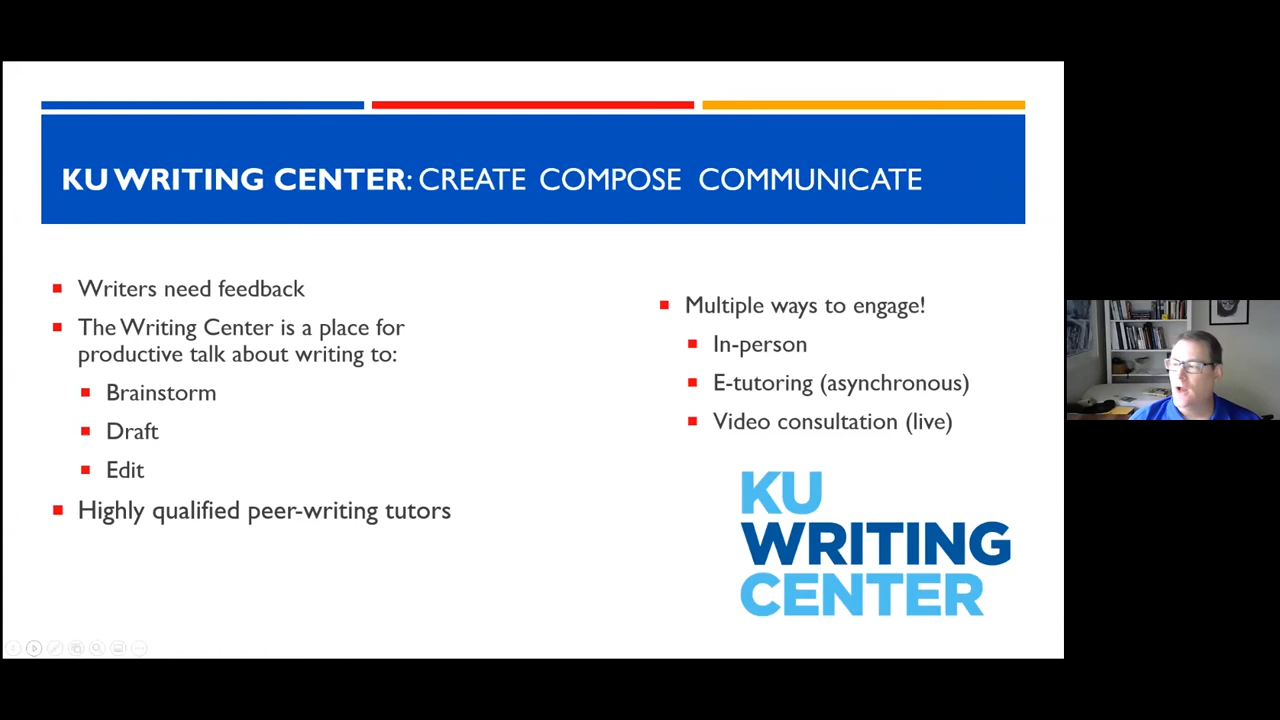 KU WRITING CENTER: CREATE COMPOSE COMMUNICATE
Writers need feedback
The Writing Center is a place for
productive talk about writing to:
Brainstorm
Draft
Edit
Highly qualified peer-writing tutors
Multiple ways to engage!
In-person
E-tutoring (asynchronous)
Video consultation (live)
KU
WRITING
CENTER